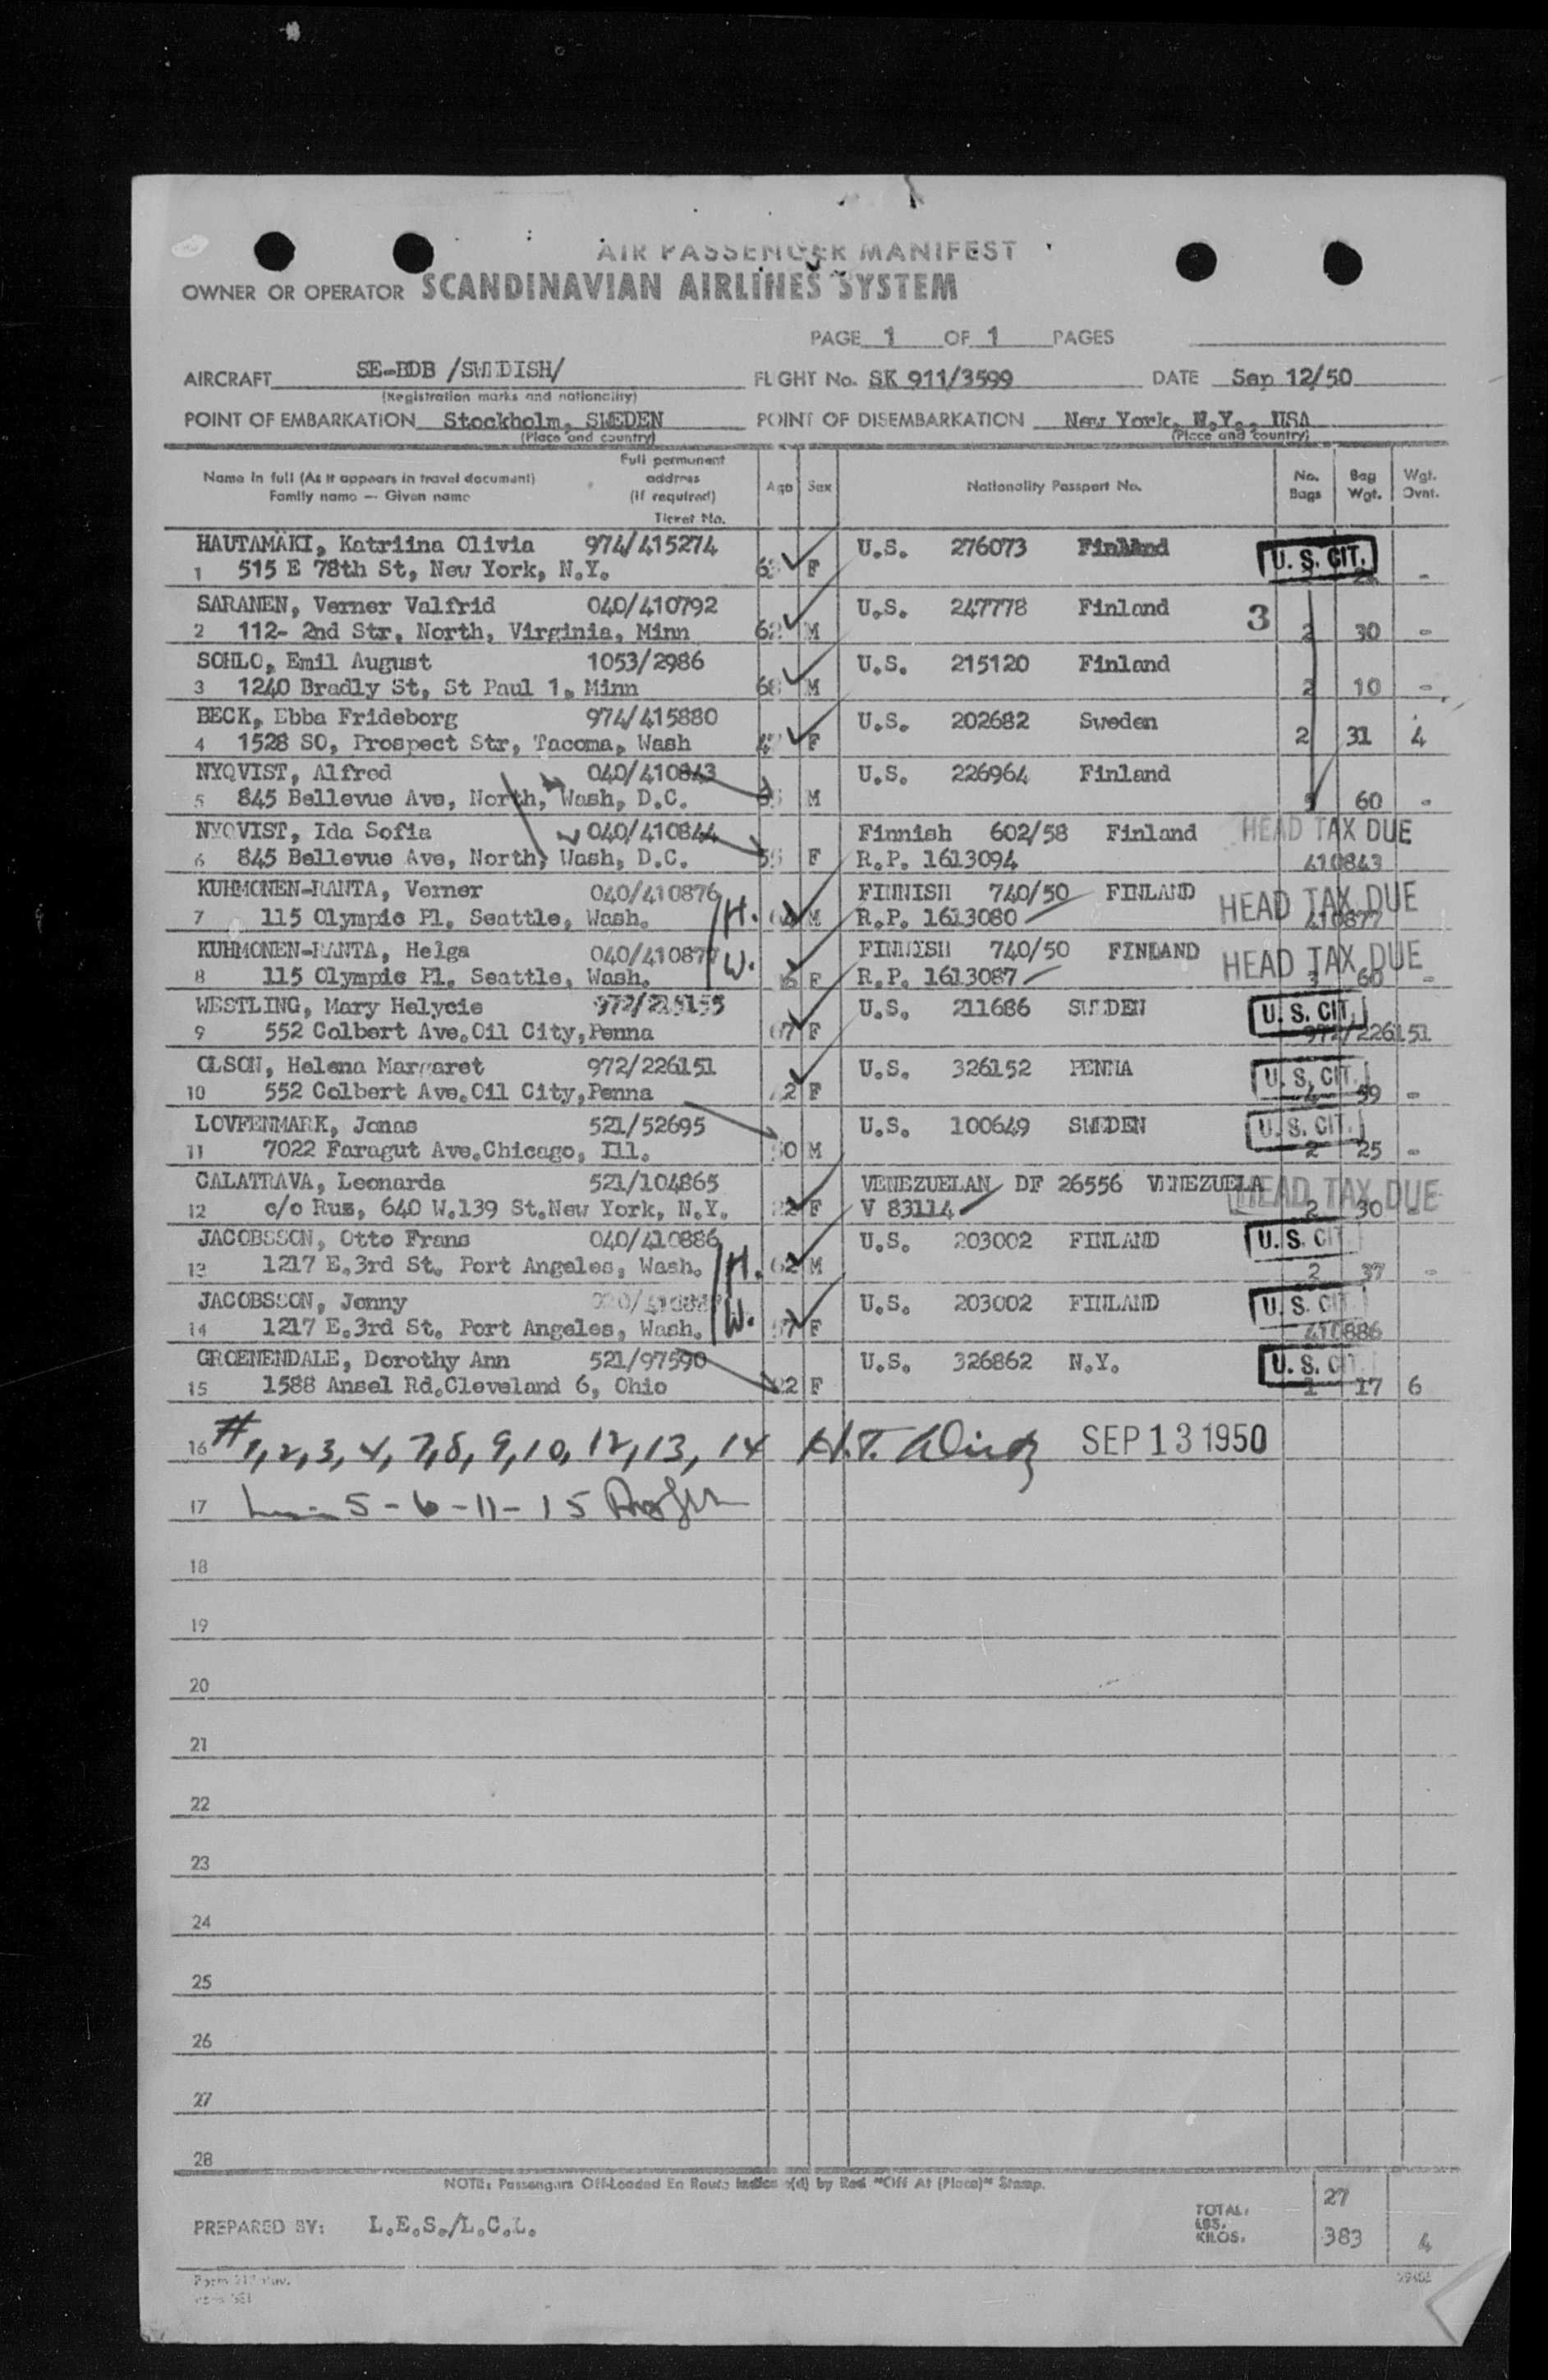 AIR PASSENGER MANIFEST
OWNER OR OPERATOR SCANDINAVIAN AIRLINES SYSTEM
PAGE 1 OF 1 PAGES
AIRCRAFT SE-BDB /SWEDISH/ FLIGHT No. SK 911/3599 DATE Sep 12/50
(Registration marks and nationality)
POINT OF EMBARKATION Stockholm, SWEDEN POINT OF DISEMBARKATION New York, N.Y., USA
(Place and country) (Place and country)
Name in full (As it appears in travel document) Family name — Given name Full permanent address (if required) Ticket No. Age Sex Nationality Passport No. No. Bags Bag Wgt. Wgt. Ovnt.
HAUTAMÄKI, Katriina Olivia 974/415274 U.S. 276073 Finland U. S. CIT.
1 515 E 78th St, New York, N.Y. F -
SARANEN, Verner Valfrid 040/410792 U.S. 247778 Finland 3
2 112- 2nd Str, North, Virginia, Minn 62 M 2 30 -
SOHLO, Emil August 1053/2986 U.S. 215120 Finland
3 1240 Bradly St, St Paul 1, Minn 68 M 2 10 -
BECK, Ebba Frideborg 974/415880 U.S. 202682 Sweden
4 1528 SO, Prospect Str, Tacoma, Wash F 2 31 4
NYQVIST, Alfred 040/410843 U.S. 226964 Finland
5 845 Bellevue Ave, North, Wash, D.C. M 60 -
NYQVIST, Ida Sofia 040/410844 Finnish 602/58 Finland HEAD TAX DUE
6 845 Bellevue Ave, North, Wash, D.C. F R.P. 1613094 410843
KUHMONEN-RANTA, Verner 040/410876 H. FINNISH 740/50 FINLAND HEAD TAX DUE
7 115 Olympic Pl. Seattle, Wash. M R.P. 1613080 410877
KUHMONEN-RANTA, Helga 040/410877 W. FINNISH 740/50 FINLAND HEAD TAX DUE
8 115 Olympic Pl. Seattle, Wash. F R.P. 1613087 60 -
WESTLING, Mary Helycie U.S. 211686 SWEDEN U. S. CIT.
9 552 Colbert Ave.Oil City,Penna 67 F 972/226151
OLSON, Helena Margaret 972/226151 U.S. 326152 PENNA U. S. CIT.
10 552 Colbert Ave.Oil City,Penna F 4 59 -
LOVFENMARK, Jonas 521/52695 U.S. 100649 SWEDEN U. S. CIT.
11 7022 Faragut Ave.Chicago, Ill. M 2 25 -
CALATRAVA, Leonarda 521/104865 VENEZUELAN DF 26556 VENEZUELA HEAD TAX DUE
12 c/o Ruz, 640 W.139 St.New York, N.Y. 22 F V 83114 2 30 -
JACOBSSON, Otto Frans 040/410886 H. U.S. 203002 FINLAND U. S. CIT
13 1217 E.3rd St. Port Angeles, Wash. 62 M 2 37 -
JACOBSSON, Jenny W. U.S. 203002 FINLAND U. S. CIT
14 1217 E.3rd St. Port Angeles, Wash. 57 F 410886
GROENENDALE, Dorothy Ann 521/97590 U.S. 326862 N.Y. U. S. CIT
15 1588 Ansel Rd.Cleveland 6, Ohio 22 F 1 17 6
16 # 1, 2, 3, 4, 7, 8, 9, 10, 12, 13, 14 SEP 13 1950
17 5 - 6 - 11 - 15
18
19
20
21
22
23
24
25
26
27
28
NOTE: Passengers Off-Loaded En Route Indicated by Red "Off At (Place)" Stamp.
PREPARED BY: L.E.S./L.C.L. TOTAL: 27
LBS.
KILOS. 383 4